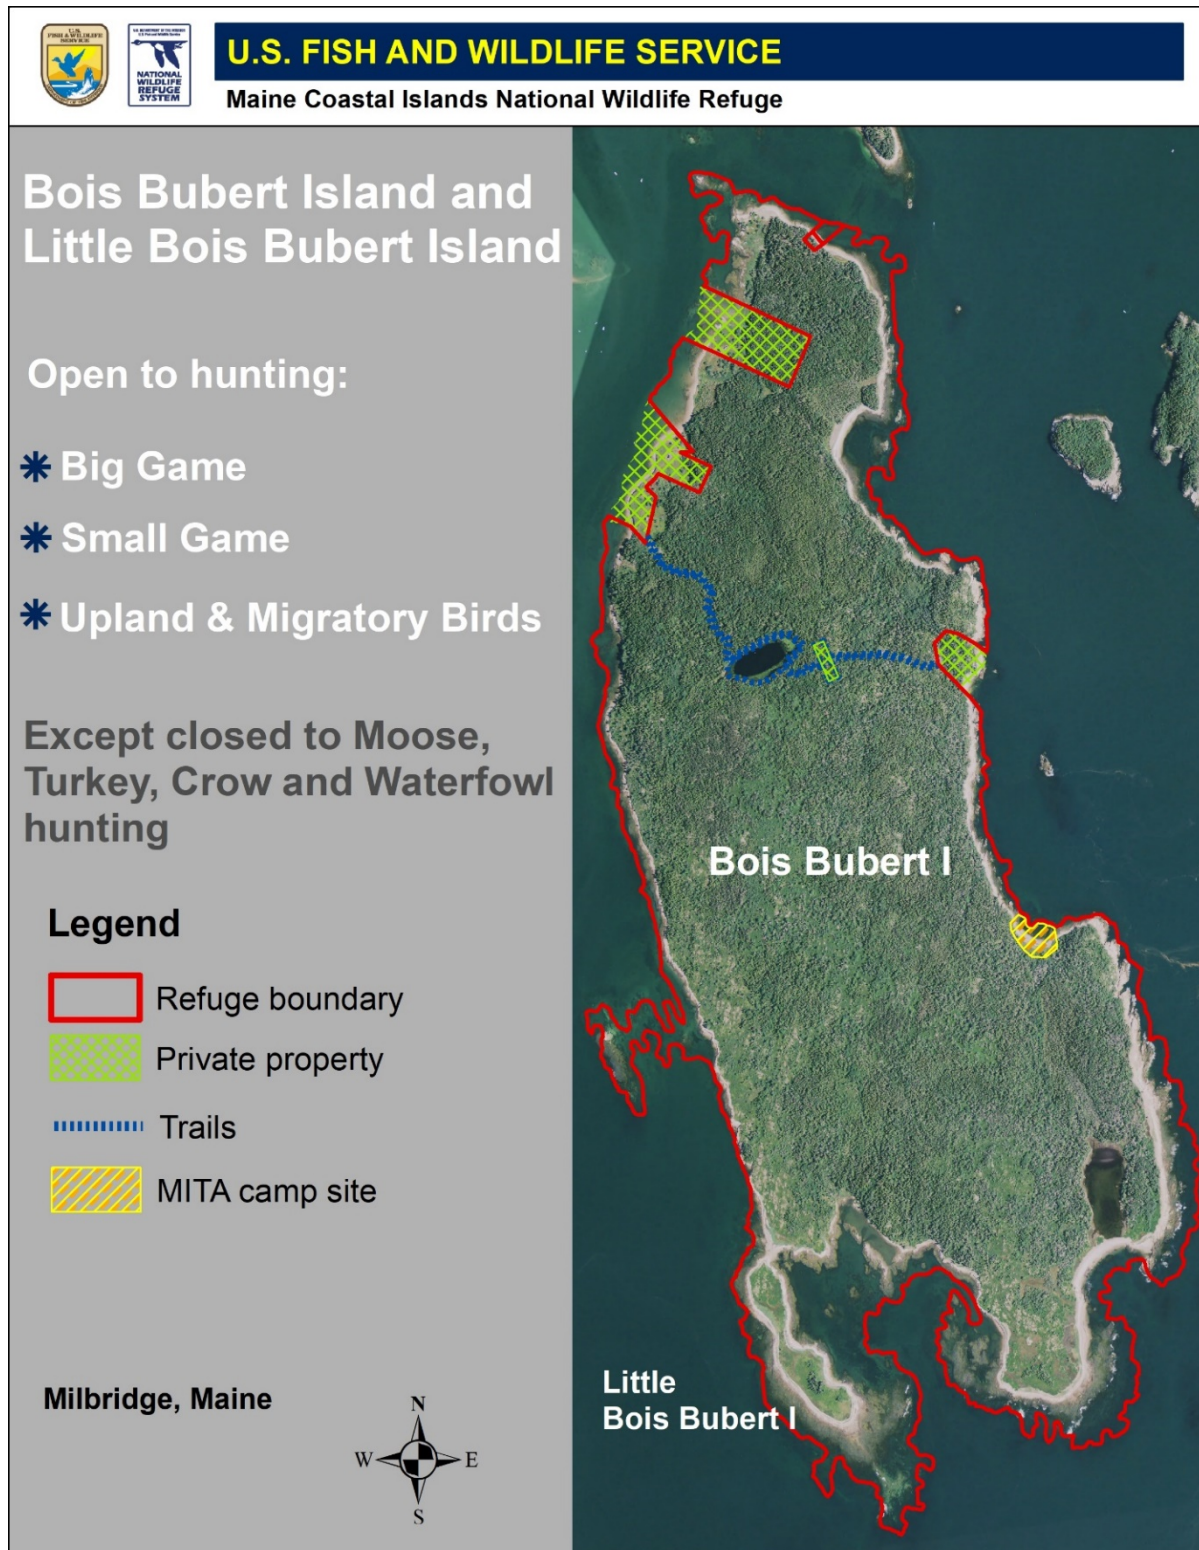 U.S.
FISH & WILDLIFE
SERVICE
NATIONAL
WILDLIFE
REFUGE
SYSTEM
U.S. FISH AND WILDLIFE SERVICE
Maine Coastal Islands National Wildlife Refuge
Bois Bubert Island and
Little Bois Bubert Island
Open to hunting:
Big Game
Small Game
Upland & Migratory Birds
Except closed to Moose,
Turkey, Crow and Waterfowl
hunting
Legend
Refuge boundary
Private property
Trails
MITA camp site
Milbridge, Maine
N
W E
S
Bois Bubert I
Little
Bois Bubert I